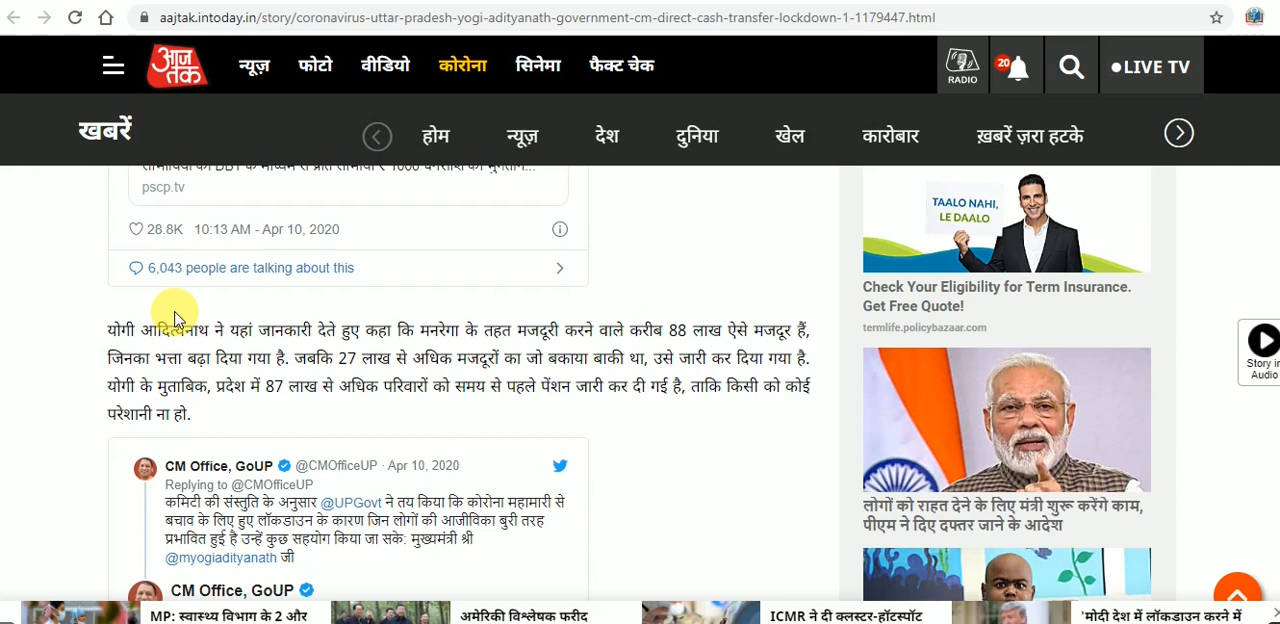 aajtak.intoday.in/story/coronavirus-uttar-pradesh-yogi-adityanath-government-cm-direct-cash-transfer-lockdown-1-1179447.html
आज तक
न्यूज़ फोटो वीडियो कोरोना सिनेमा फैक्ट चेक
RADIO
20
LIVE TV
खबरें
होम न्यूज़ देश दुनिया खेल कारोबार ख़बरें ज़रा हटके
pscp.tv
28.8K 10:13 AM - Apr 10, 2020
6,043 people are talking about this
योगी आदित्यनाथ ने यहां जानकारी देते हुए कहा कि मनरेगा के तहत मजदूरी करने वाले करीब 88 लाख ऐसे मजदूर हैं,
जिनका भत्ता बढ़ा दिया गया है. जबकि 27 लाख से अधिक मजदूरों का जो बकाया बाकी था, उसे जारी कर दिया गया है.
योगी के मुताबिक, प्रदेश में 87 लाख से अधिक परिवारों को समय से पहले पेंशन जारी कर दी गई है, ताकि किसी को कोई
परेशानी ना हो.
CM Office, GoUP @CMOfficeUP · Apr 10, 2020
Replying to @CMOfficeUP
कमिटी की संस्तुति के अनुसार @UPGovt ने तय किया कि कोरोना महामारी से
बचाव के लिए हुए लॉकडाउन के कारण जिन लोगों की आजीविका बुरी तरह
प्रभावित हुई है उन्हें कुछ सहयोग किया जा सके: मुख्यमंत्री श्री
@myogiadityanath जी
CM Office, GoUP
TAALO NAHI,
LE DAALO
Check Your Eligibility for Term Insurance.
Get Free Quote!
termlife.policybazaar.com
लोगों को राहत देने के लिए मंत्री शुरू करेंगे काम,
पीएम ने दिए दफ्तर जाने के आदेश
Story in
Audio
MP: स्वास्थ्य विभाग के 2 और
अमेरिकी विश्लेषक फरीद
ICMR ने दी क्लस्टर-हॉटस्पॉट
'मोदी देश में लॉकडाउन करने में